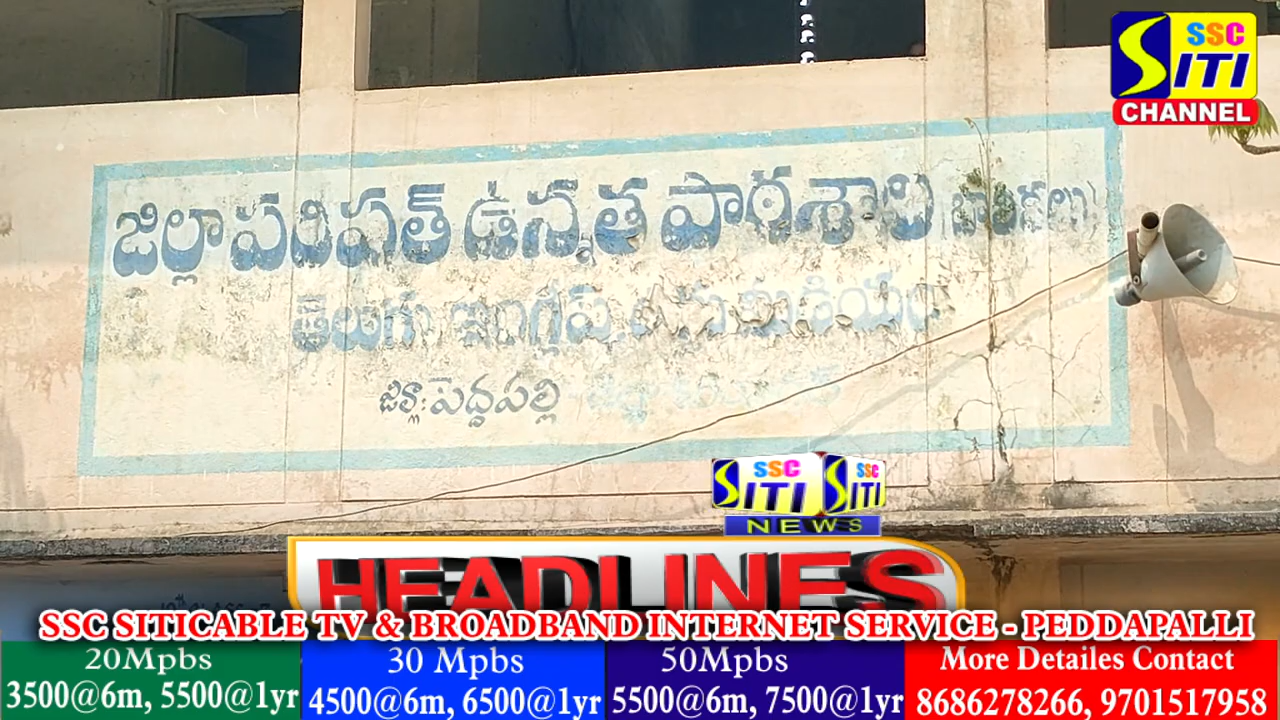 SSC
SITI
CHANNEL
జిల్లా పరిషత్ ఉన్నత పాఠశాల (బాలికలు)
తెలుగు ఇంగ్లీష్ మీడియం
జిల్లా: పెద్దపల్లి
SSC SSC
SITI SITI
NEWS
HEADLINES
SSC SITICABLE TV & BROADBAND INTERNET SERVICE - PEDDAPALLI
20Mpbs 30 Mpbs 50Mpbs More Detailes Contact
3500@6m, 5500@1yr 4500@6m, 6500@1yr 5500@6m, 7500@1yr 8686278266, 9701517958